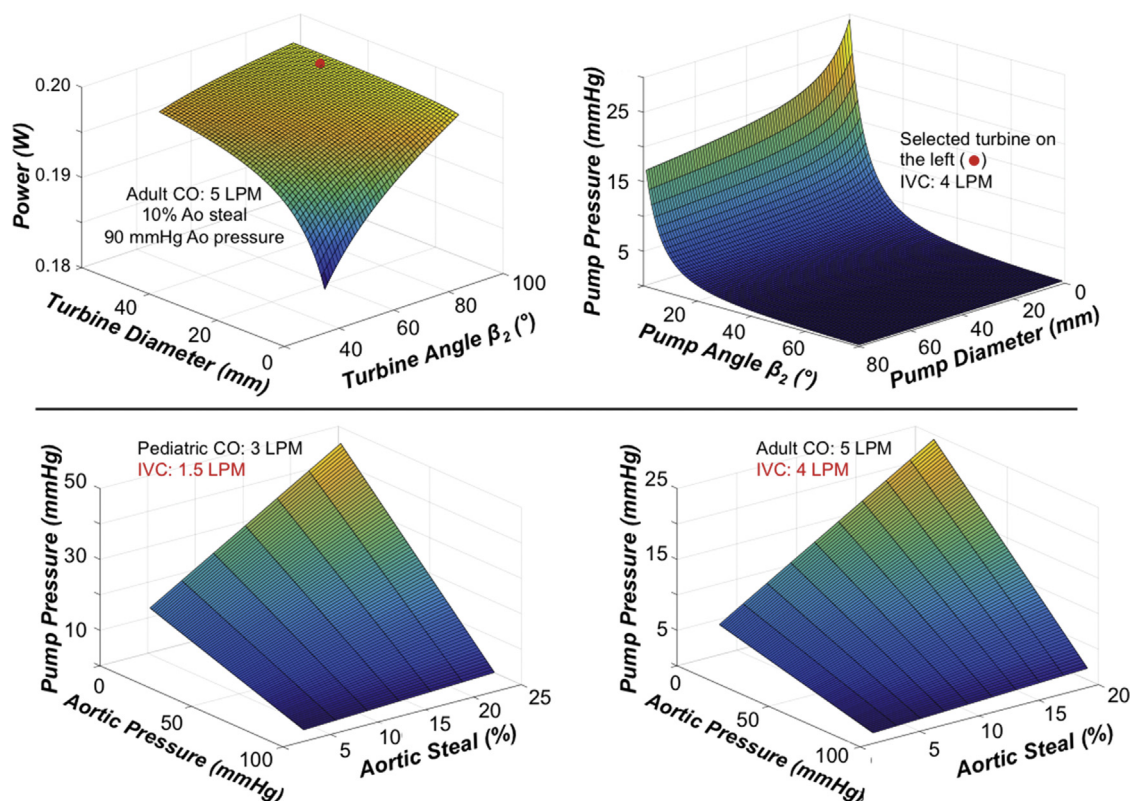 0.20
0.19
0.18
Power (W)
Adult CO: 5 LPM
10% Ao steal
90 mmHg Ao pressure
40
20
0
Turbine Diameter (mm)
40
60
80
100
Turbine Angle β₂ (°)
25
15
5
Pump Pressure (mmHg)
Selected turbine on
the left (●)
IVC: 4 LPM
20
40
60
80
Pump Angle β₂ (°)
60
40
20
0
Pump Diameter (mm)
Pediatric CO: 3 LPM
IVC: 1.5 LPM
50
30
10
Pump Pressure (mmHg)
0
50
100
Aortic Pressure (mmHg)
5
10
15
20
25
Aortic Steal (%)
Adult CO: 5 LPM
IVC: 4 LPM
25
15
5
Pump Pressure (mmHg)
0
50
100
Aortic Pressure (mmHg)
5
10
15
20
Aortic Steal (%)